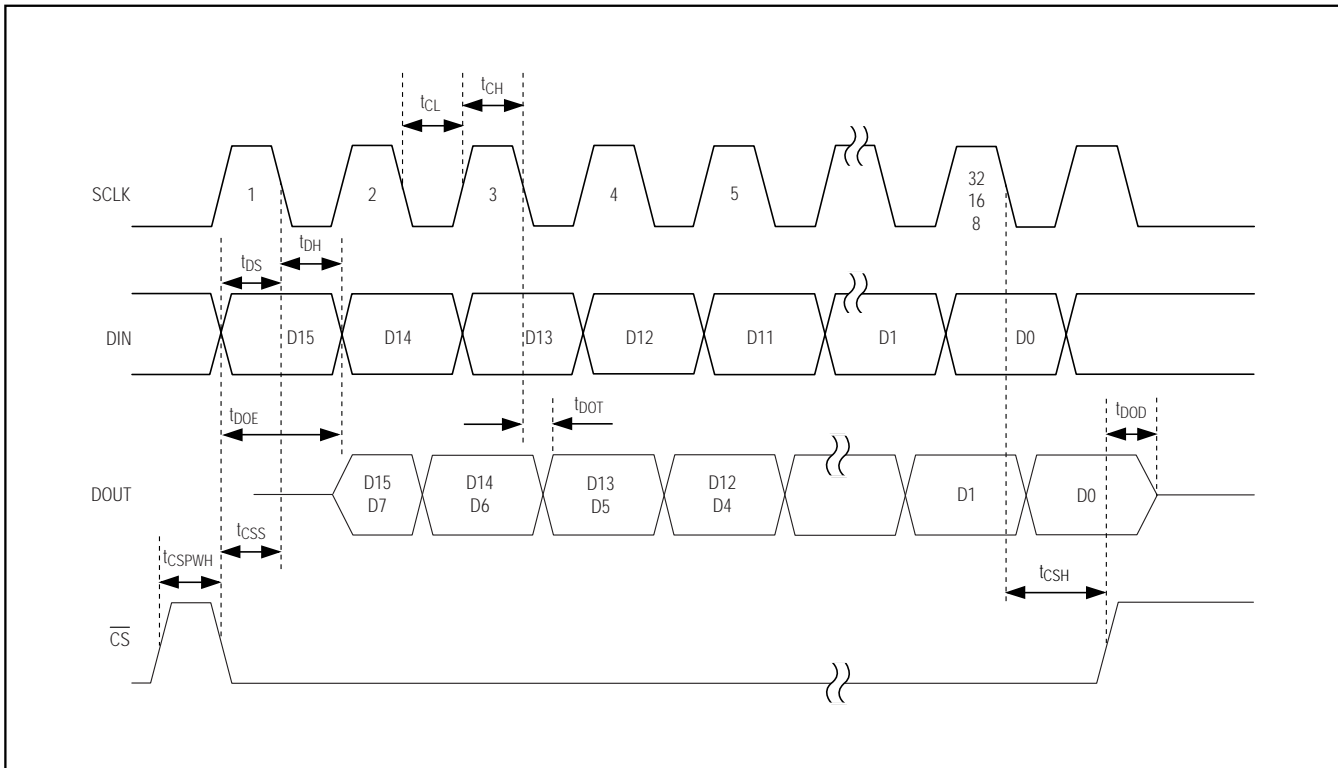 tCL
tCH
SCLK
1
2
3
4
5
32
16
8
tDS
tDH
DIN
D15
D14
D13
D12
D11
D1
D0
tDOE
tDOT
tDOD
DOUT
D15
D7
D14
D6
D13
D5
D12
D4
D1
D0
tCSS
tCSPWH
tCSH
C̅S̅